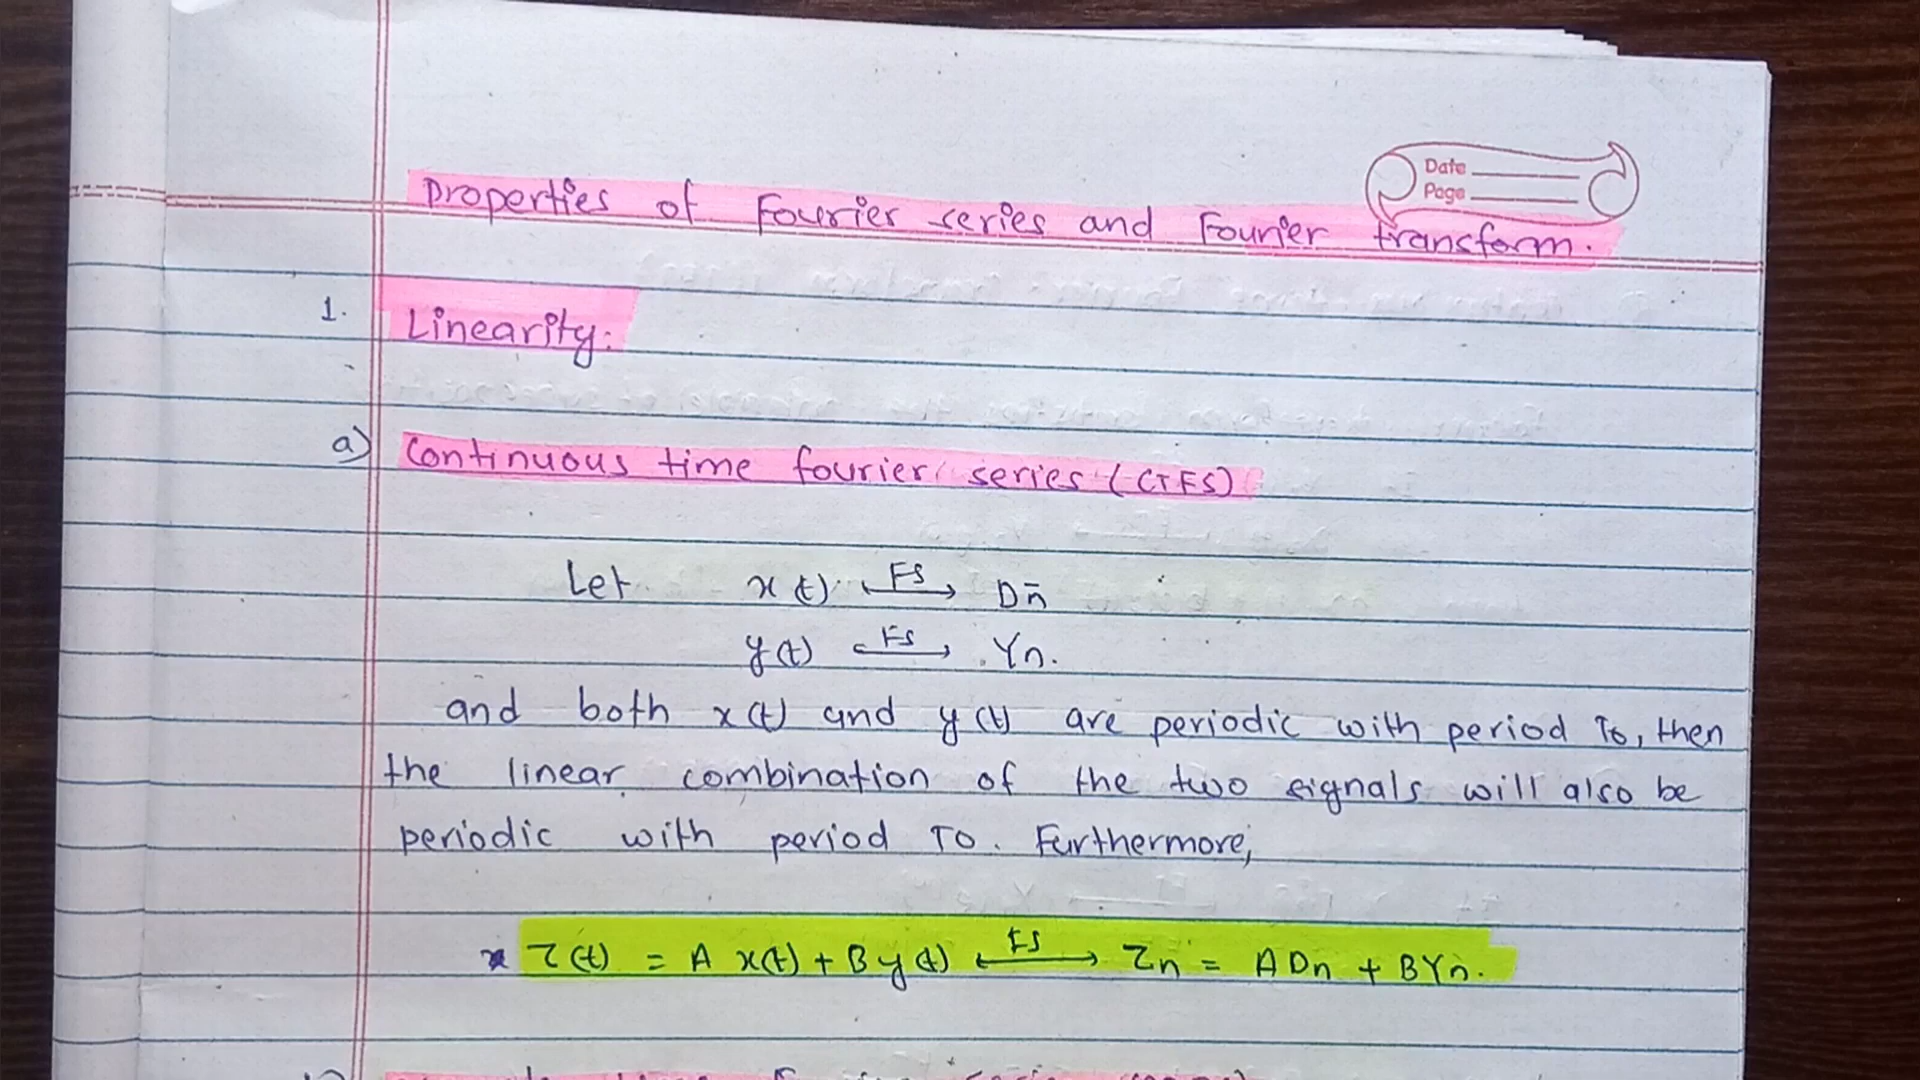 Date
Page
Properties of Fourier series and Fourier transform.
1. Linearity:
a) Continuous time fourier series (CTFS)
Let x(t) ⟷FS Dn
y(t) ⟷FS Yn.
and both x(t) and y(t) are periodic with period To, then
the linear combination of the two signals will also be
periodic with period To. Furthermore,
Z(t) = A x(t) + B y(t) ⟷FS Zn = A Dn + B Yn.